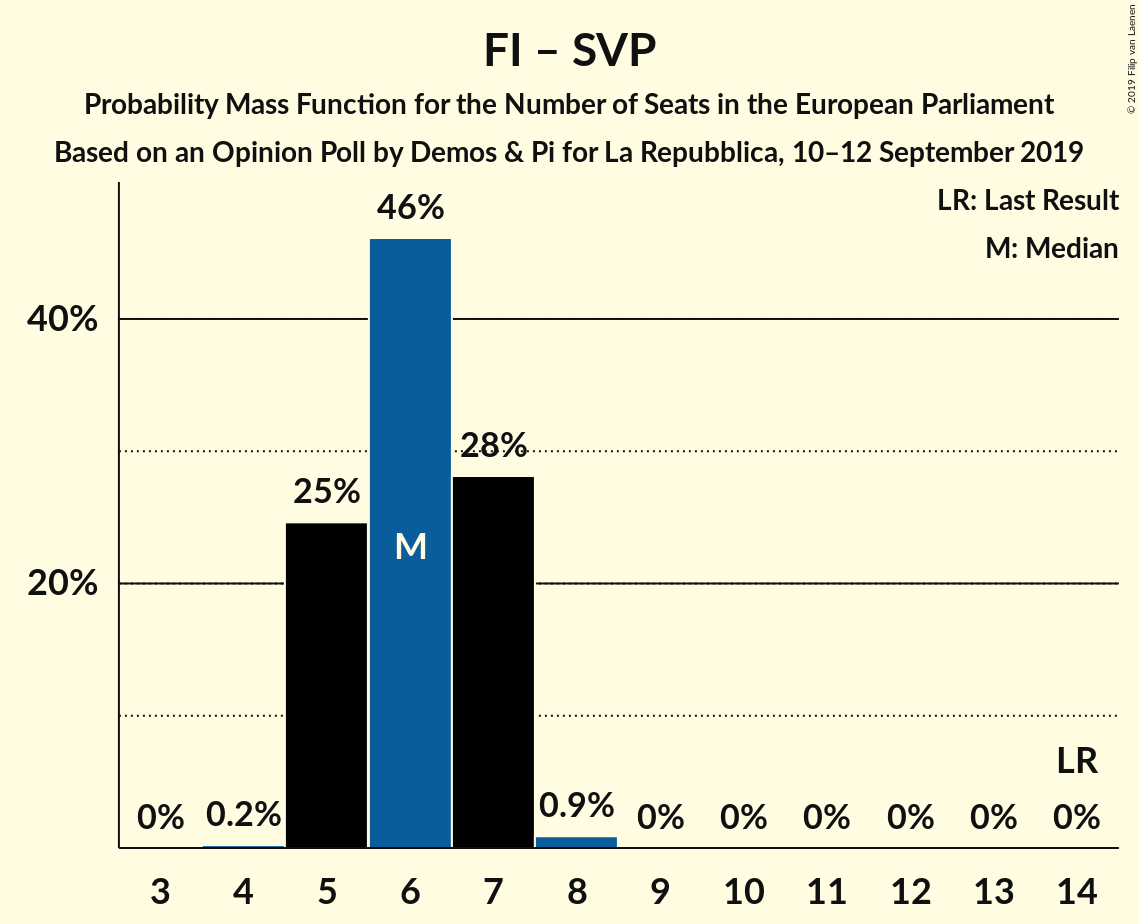 FI – SVP
Probability Mass Function for the Number of Seats in the European Parliament
Based on an Opinion Poll by Demos & Pi for La Repubblica, 10–12 September 2019
© 2019 Filip van Laenen
LR: Last Result
M: Median
46%
40%
28%
25%
M
20%
LR
0% 0.2% 0.9% 0% 0% 0% 0% 0% 0%
3 4 5 6 7 8 9 10 11 12 13 14